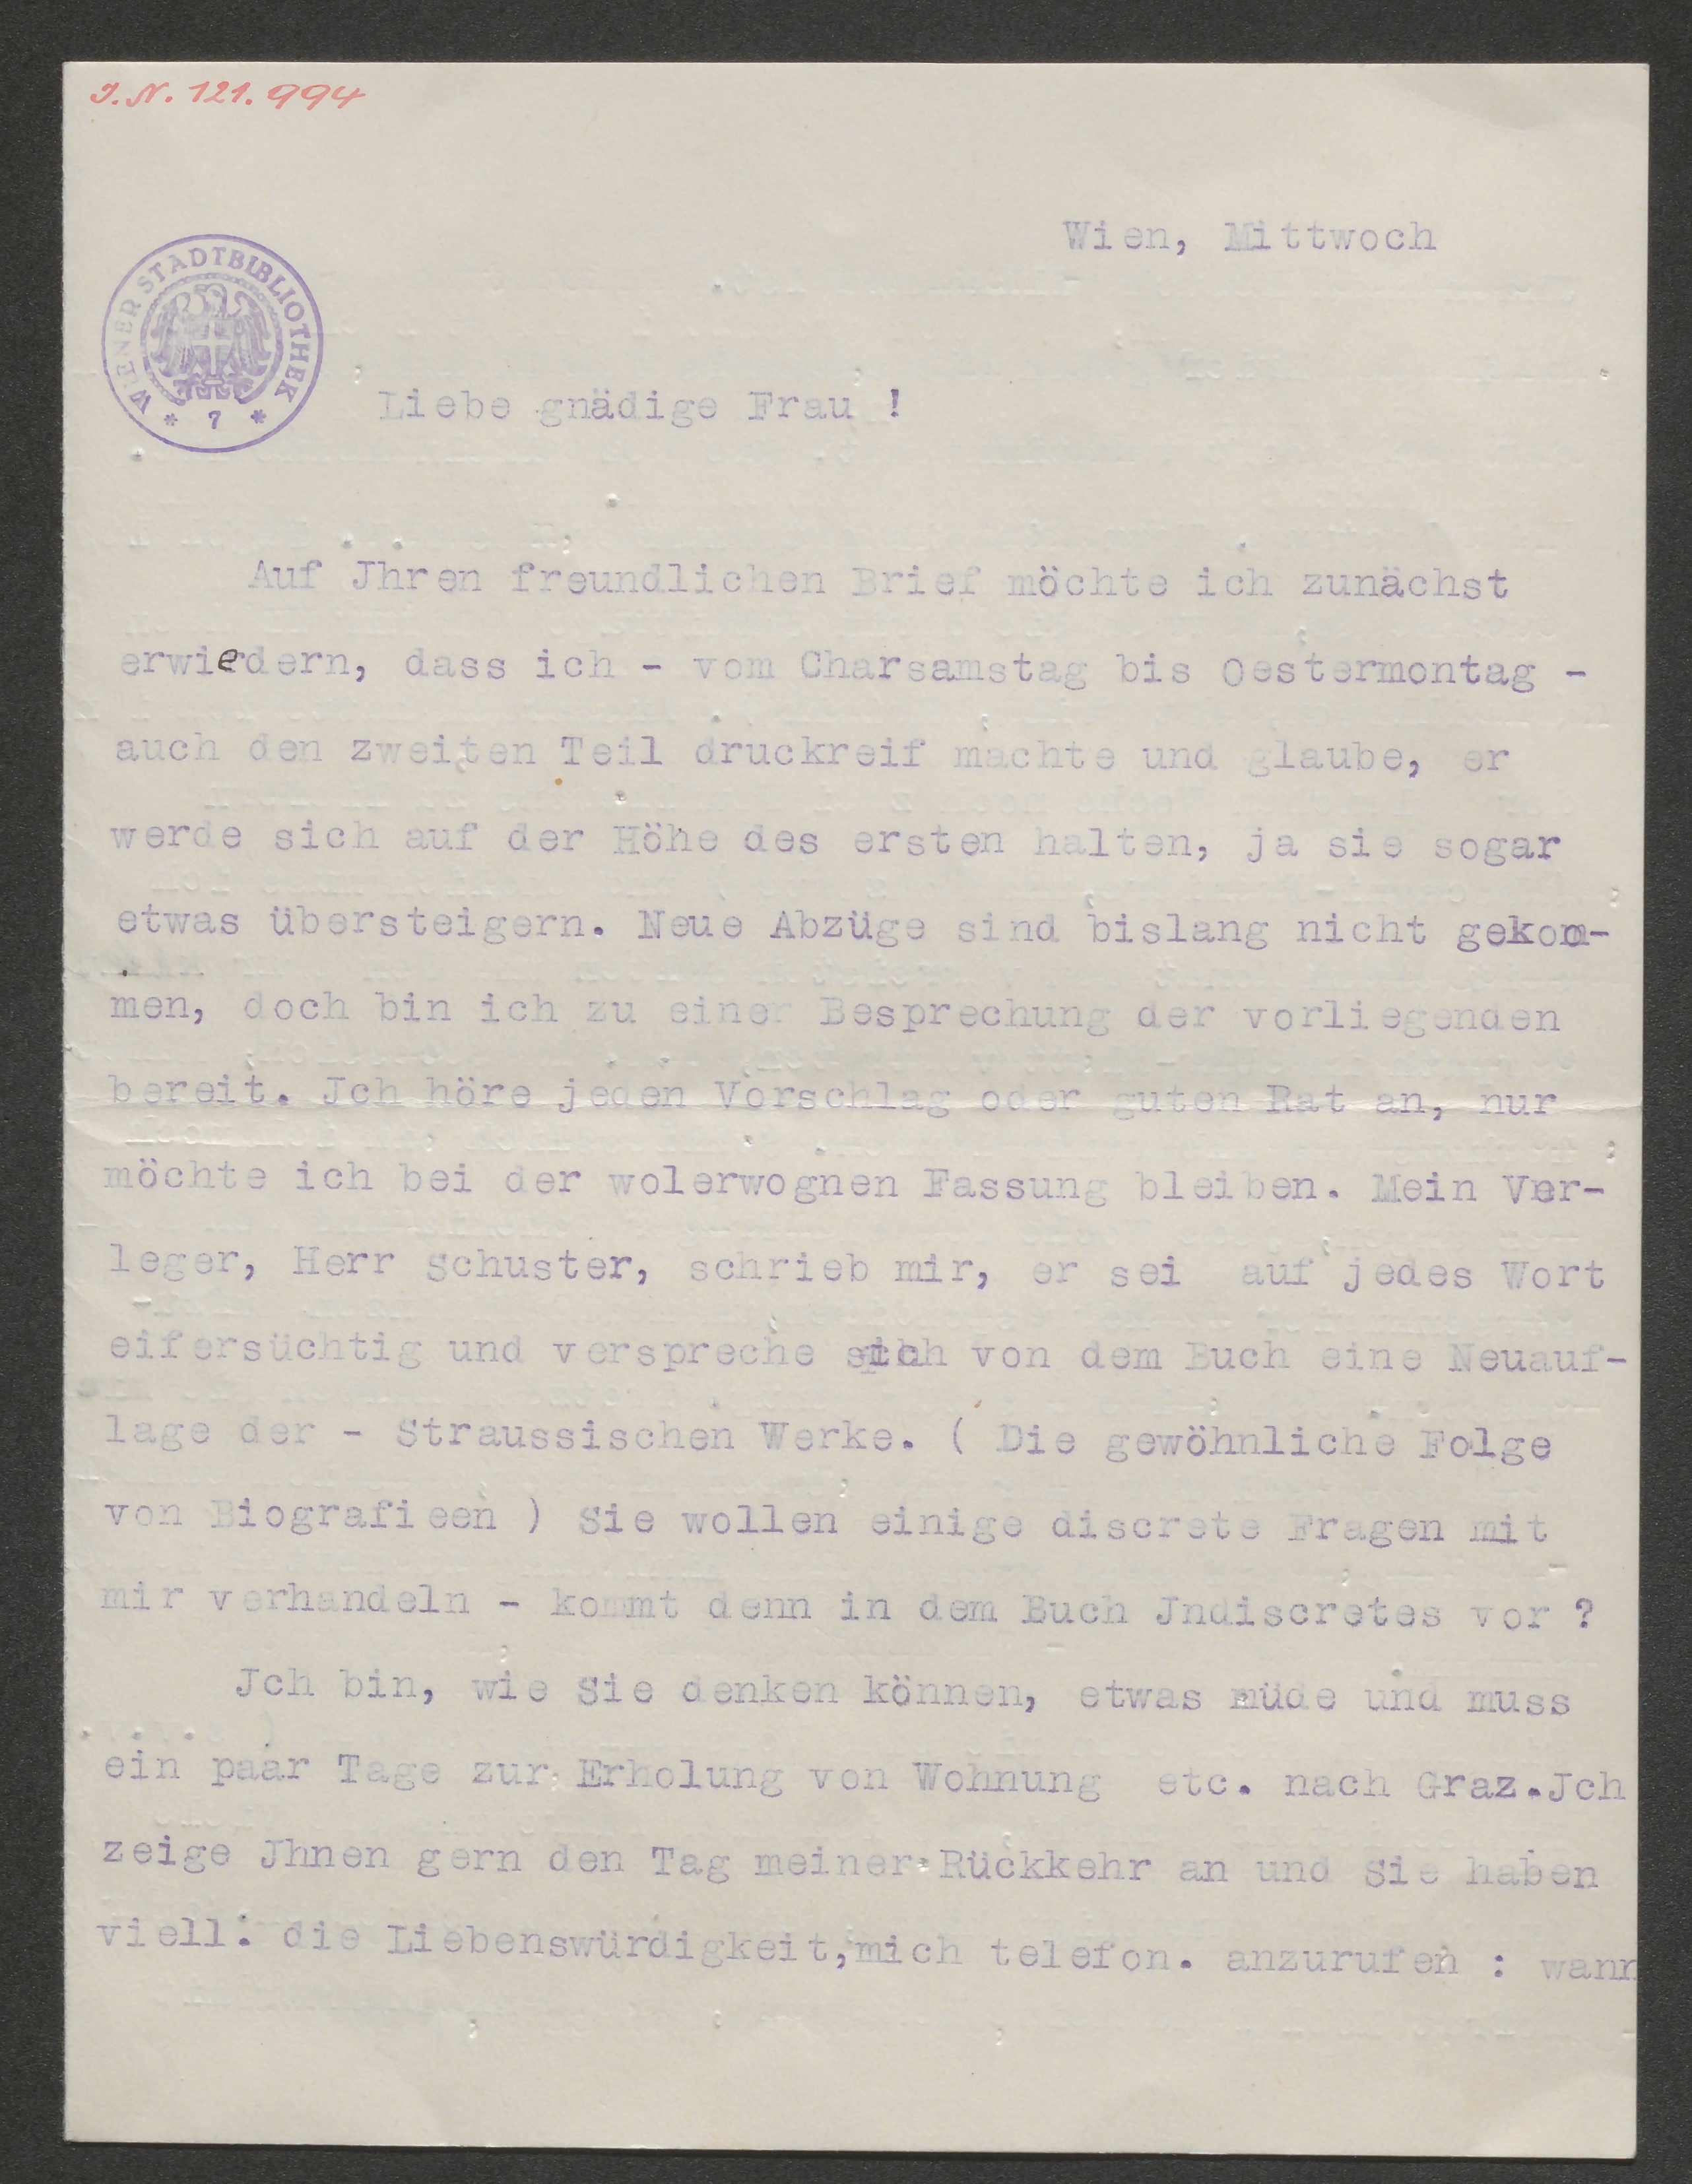 J.N. 121.994
Wien, Mittwoch
WIENER STADTBIBLIOTHEK
* 7 *
Liebe gnädige Frau !
Auf Jhren freundlichen Brief möchte ich zunächst
erwiedern, dass ich - vom Charsamstag bis Oestermontag -
auch den zweiten Teil druckreif machte und glaube, er
werde sich auf der Höhe des ersten halten, ja sie sogar
etwas übersteigern. Neue Abzüge sind bislang nicht gekom-
men, doch bin ich zu einer Besprechung der vorliegenden
bereit. Jch höre jeden Vorschlag oder guten Rat an, nur
möchte ich bei der wolerwognen Fassung bleiben. Mein Ver-
leger, Herr Schuster, schrieb mir, er sei auf jedes Wort
eifersüchtig und verspreche sich von dem Buch eine Neuauf-
lage der - Straussischen Werke. ( Die gewöhnliche Folge
von Biografieen ) Sie wollen einige discrete Fragen mit
mir verhandeln - kommt denn in dem Buch Jndiscretes vor ?
Jch bin, wie Sie denken können, etwas müde und muss
ein paar Tage zur Erholung von Wohnung etc. nach Graz.Jch
zeige Jhnen gern den Tag meiner Rückkehr an und Sie haben
viell. die Liebenswürdigkeit,mich telefon. anzurufen : wann